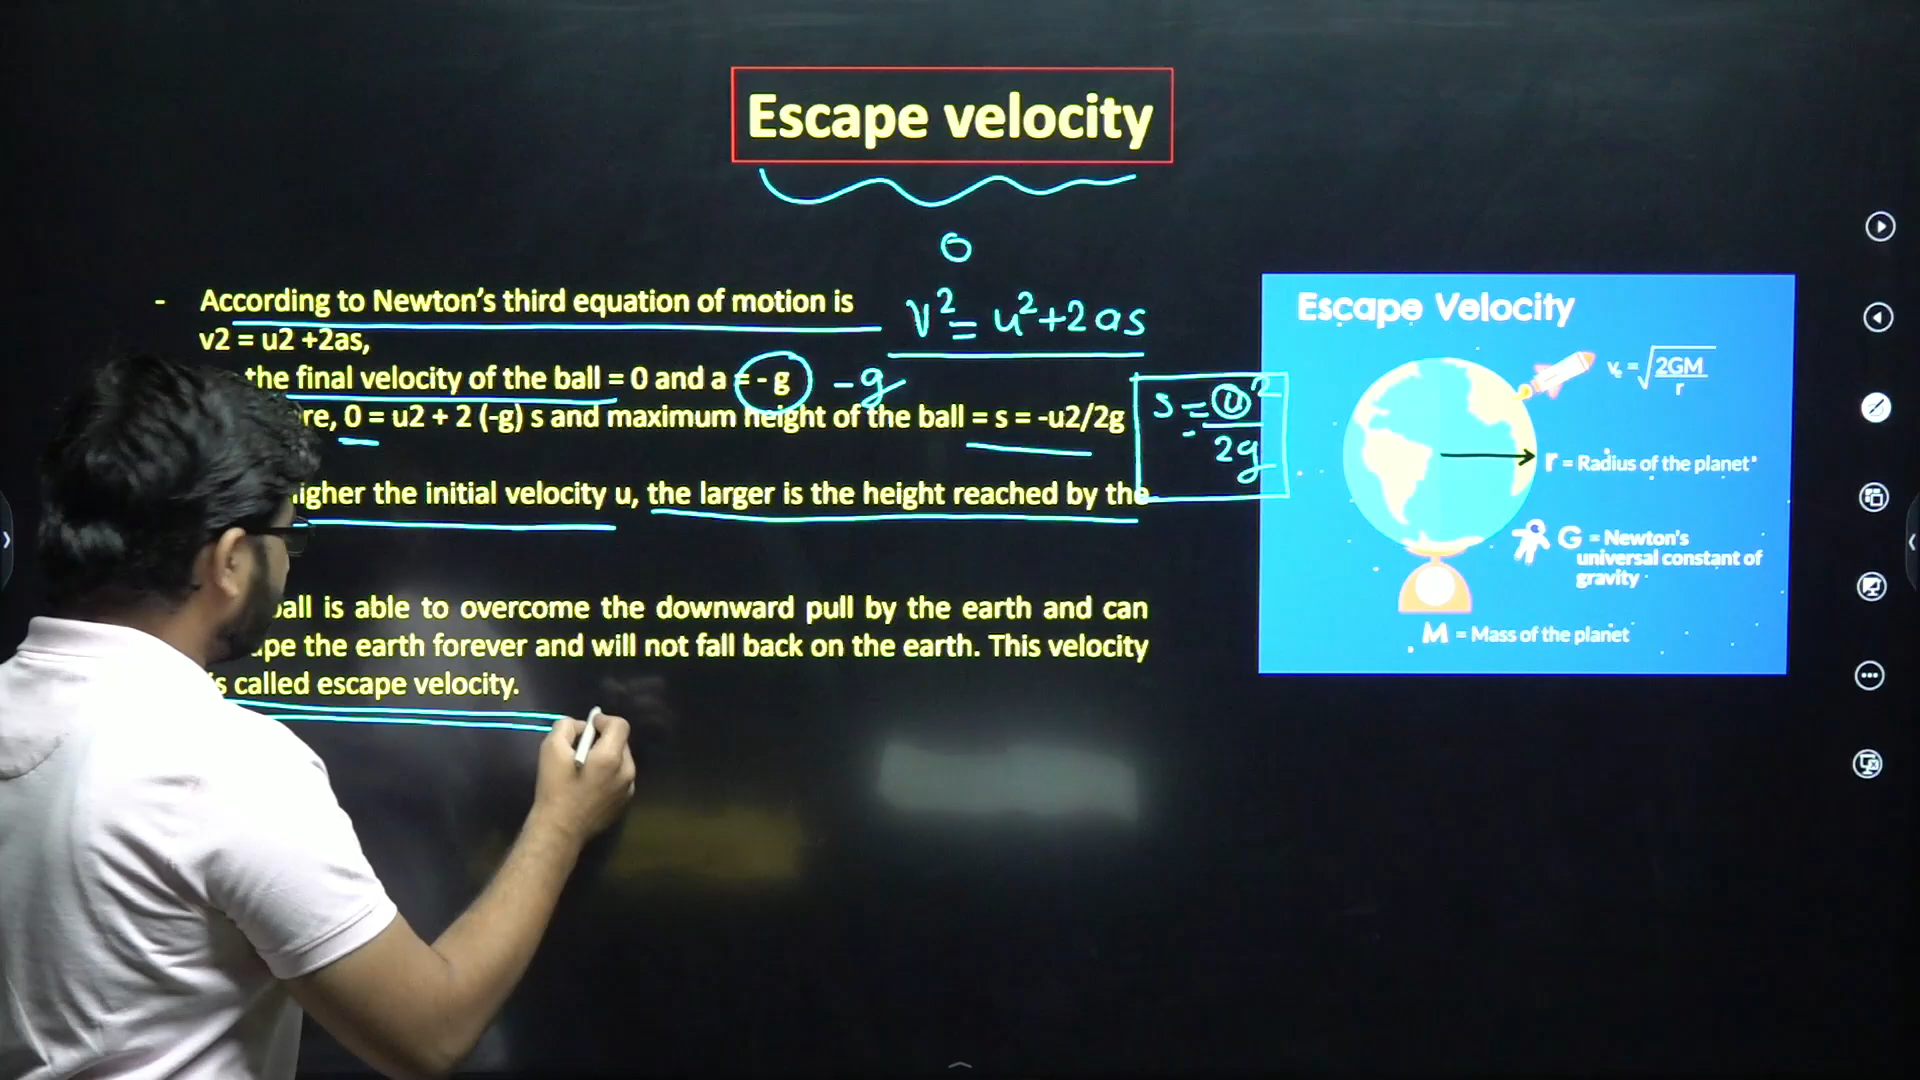 Escape velocity
0
- According to Newton's third equation of motion is
v² = u²+2as
v2 = u2 +2as,
the final velocity of the ball = 0 and a = - g
-g
0 = u2 + 2 (-g) s and maximum height of the ball = s = -u2/2g
s = u²
2g
the initial velocity u, the larger is the height reached by the
ball is able to overcome the downward pull by the earth and can
the earth forever and will not fall back on the earth. This velocity
called escape velocity.
Escape Velocity
vₑ = √2GM
r
r = Radius of the planet
G = Newton's
universal constant of
gravity
M = Mass of the planet